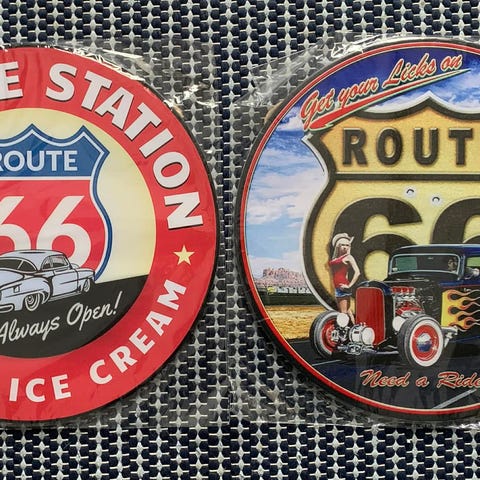 E STATION
ROUTE
66
Always Open!
ICE CREAM
Get your Licks on
ROUT
66
Need a Ride